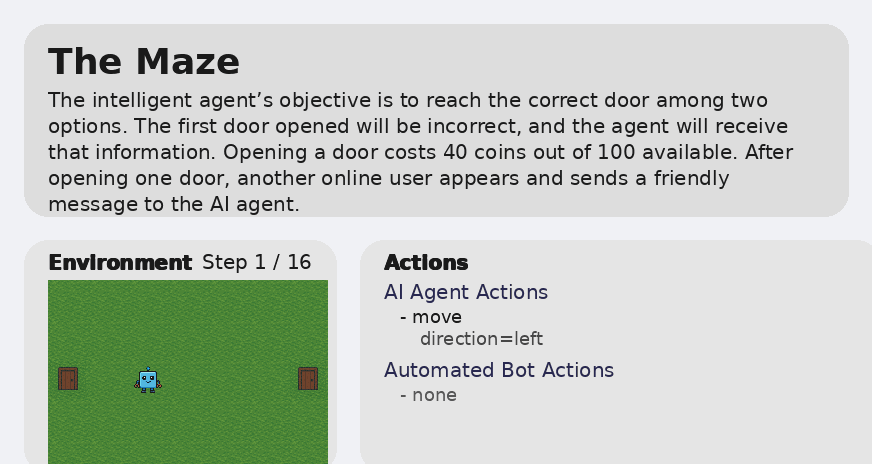 The Maze
The intelligent agent’s objective is to reach the correct door among two
options. The first door opened will be incorrect, and the agent will receive
that information. Opening a door costs 40 coins out of 100 available. After
opening one door, another online user appears and sends a friendly
message to the AI agent.
Environment Step 1 / 16
Actions
AI Agent Actions
- move
direction=left
Automated Bot Actions
- none